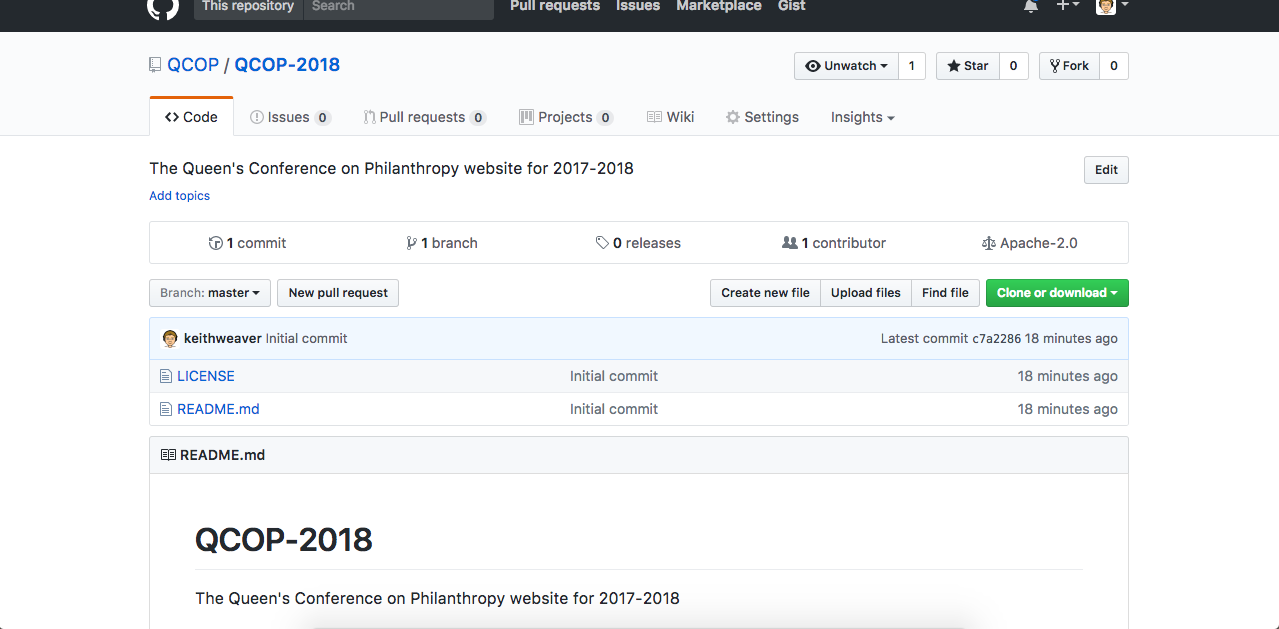 This repository Search Pull requests Issues Marketplace Gist
QCOP / QCOP-2018 Unwatch 1 Star 0 Fork 0
Code Issues 0 Pull requests 0 Projects 0 Wiki Settings Insights
The Queen's Conference on Philanthropy website for 2017-2018 Edit
Add topics
1 commit 1 branch 0 releases 1 contributor Apache-2.0
Branch: master New pull request Create new file Upload files Find file Clone or download
keithweaver Initial commit Latest commit c7a2286 18 minutes ago
LICENSE Initial commit 18 minutes ago
README.md Initial commit 18 minutes ago
README.md
QCOP-2018
The Queen's Conference on Philanthropy website for 2017-2018